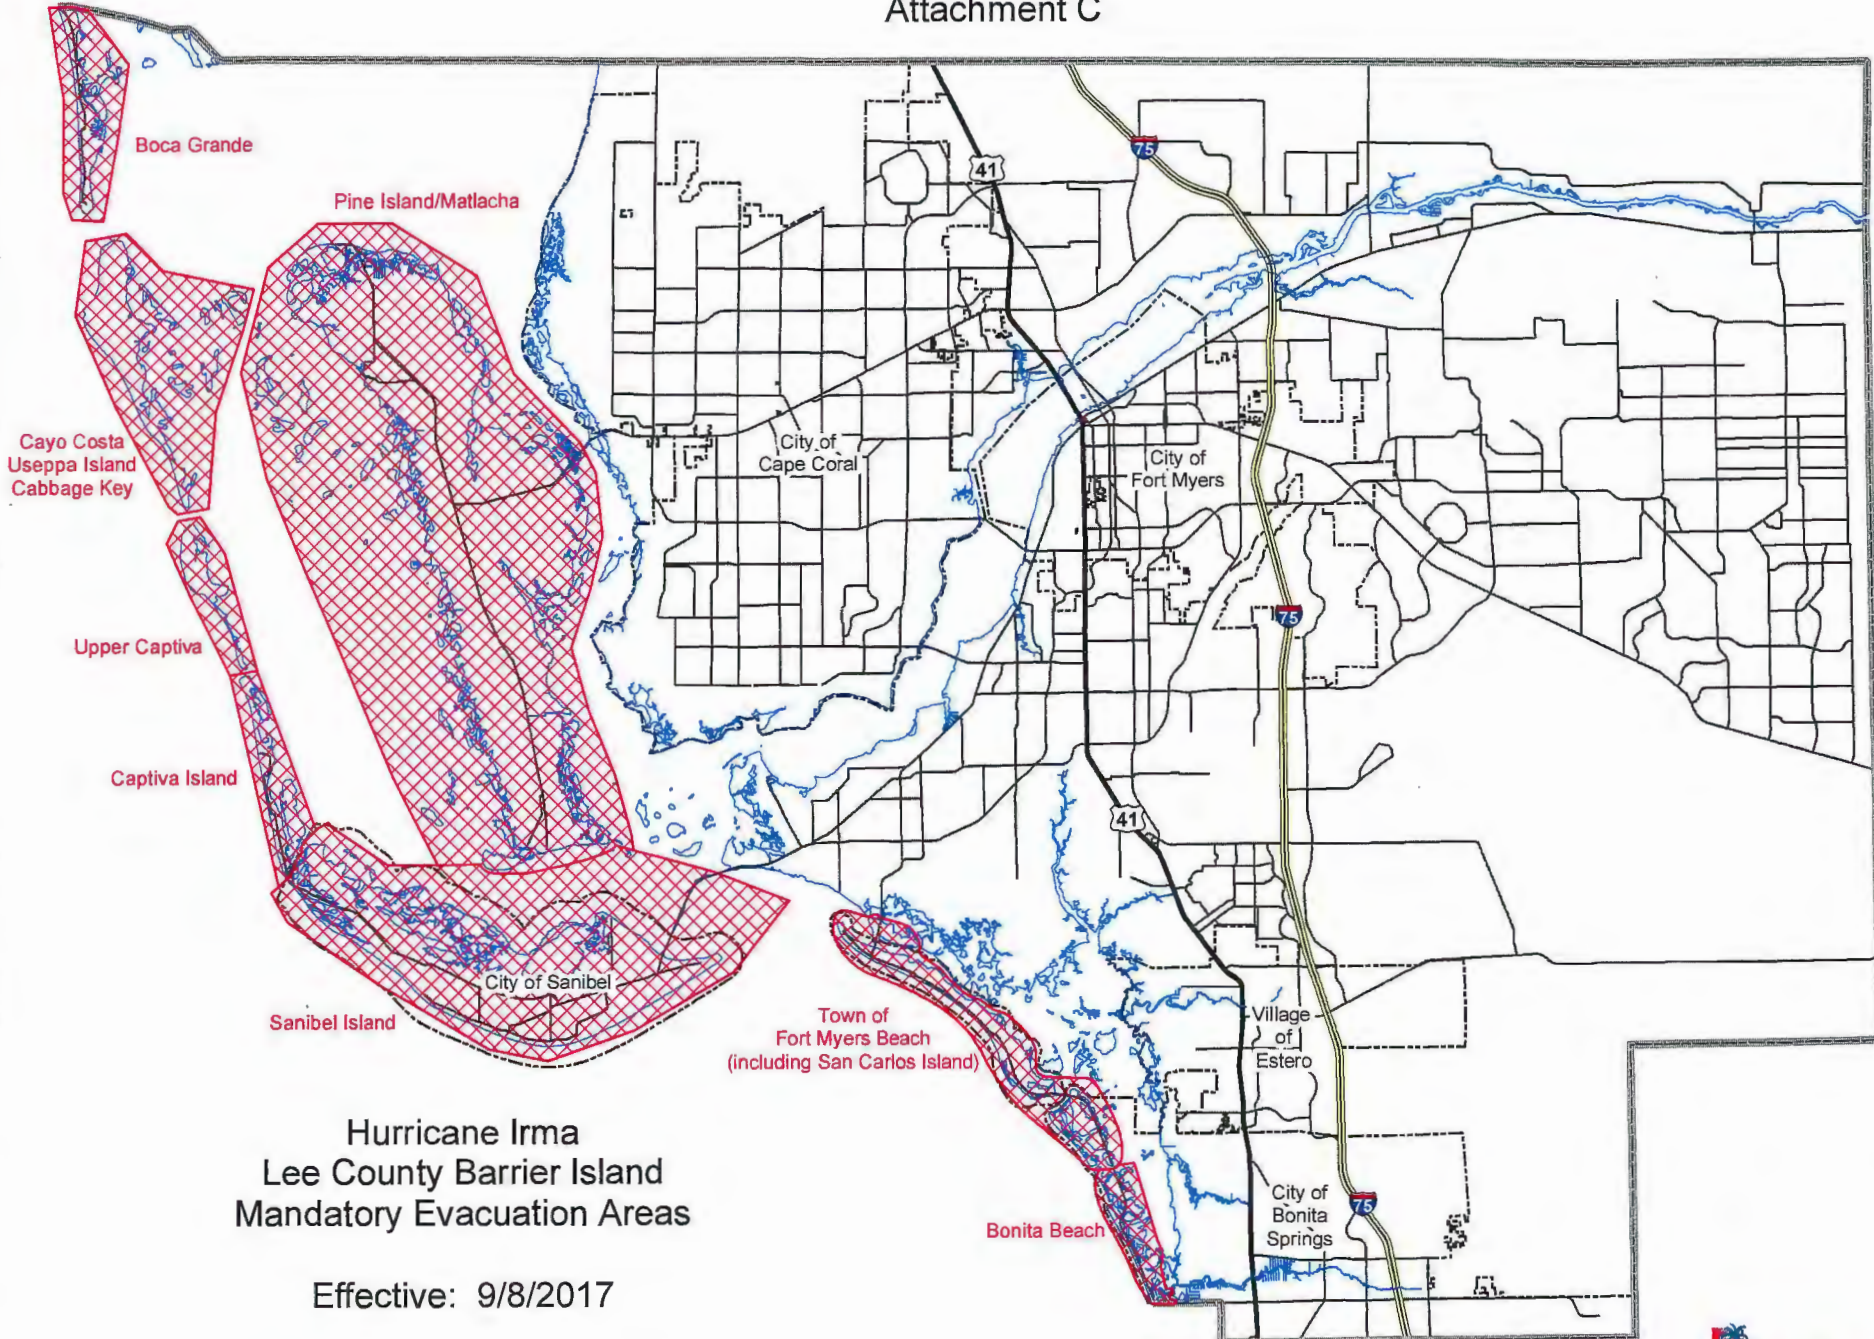 Attachment C
Boca Grande
Pine Island/Matlacha
41
75
Cayo Costa
Useppa Island
Cabbage Key
City of
Cape Coral
City of
Fort Myers
Upper Captiva
75
Captiva Island
41
City of Sanibel
Sanibel Island
Town of
Fort Myers Beach
(including San Carlos Island)
Village
of
Estero
Hurricane Irma
Lee County Barrier Island
Mandatory Evacuation Areas
Effective: 9/8/2017
Bonita Beach
City of
Bonita
Springs
75